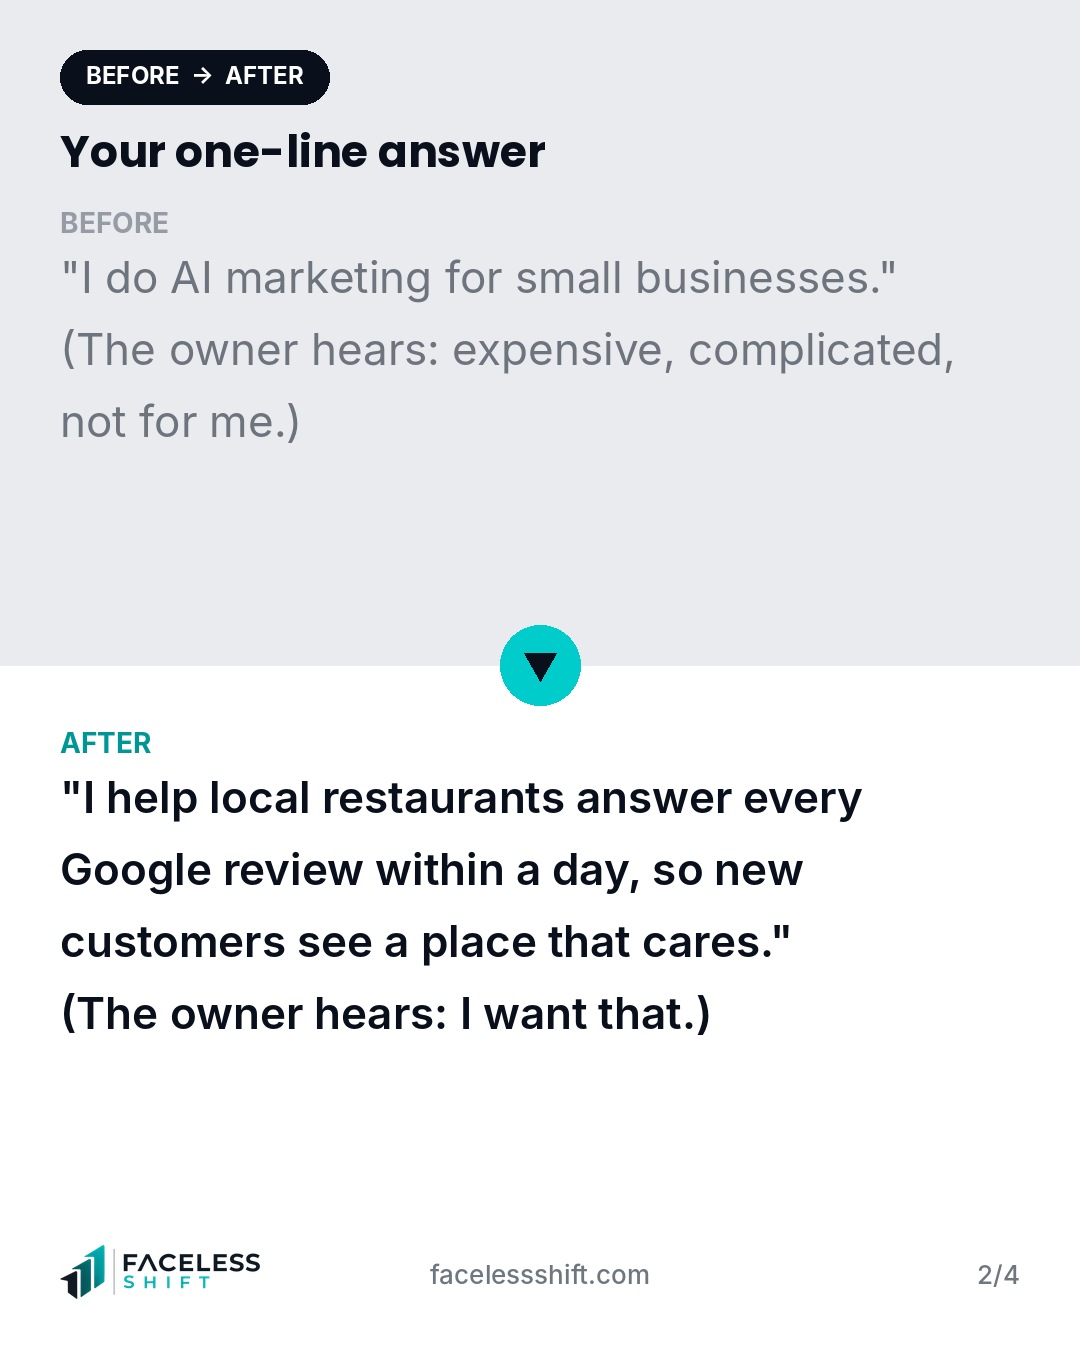 BEFORE → AFTER
Your one-line answer
BEFORE
"I do AI marketing for small businesses."
(The owner hears: expensive, complicated,
not for me.)
AFTER
"I help local restaurants answer every
Google review within a day, so new
customers see a place that cares."
(The owner hears: I want that.)
FACELESS
SHIFT
facelessshift.com
2/4